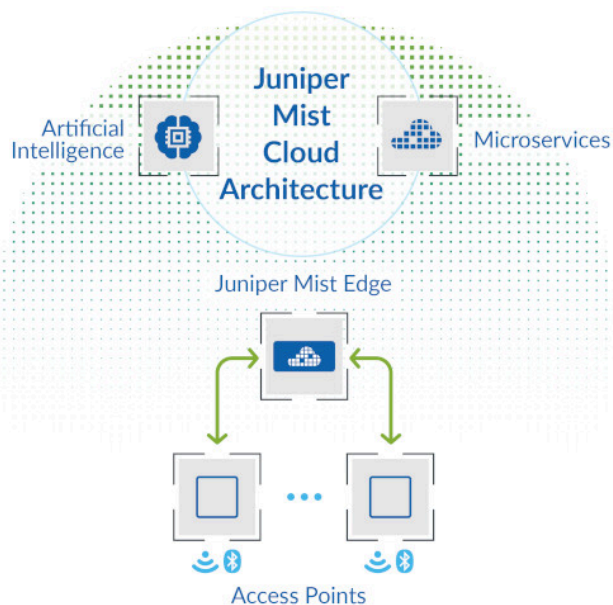 Juniper
Mist
Cloud
Architecture
Artificial
Intelligence
Microservices
Juniper Mist Edge
Access Points